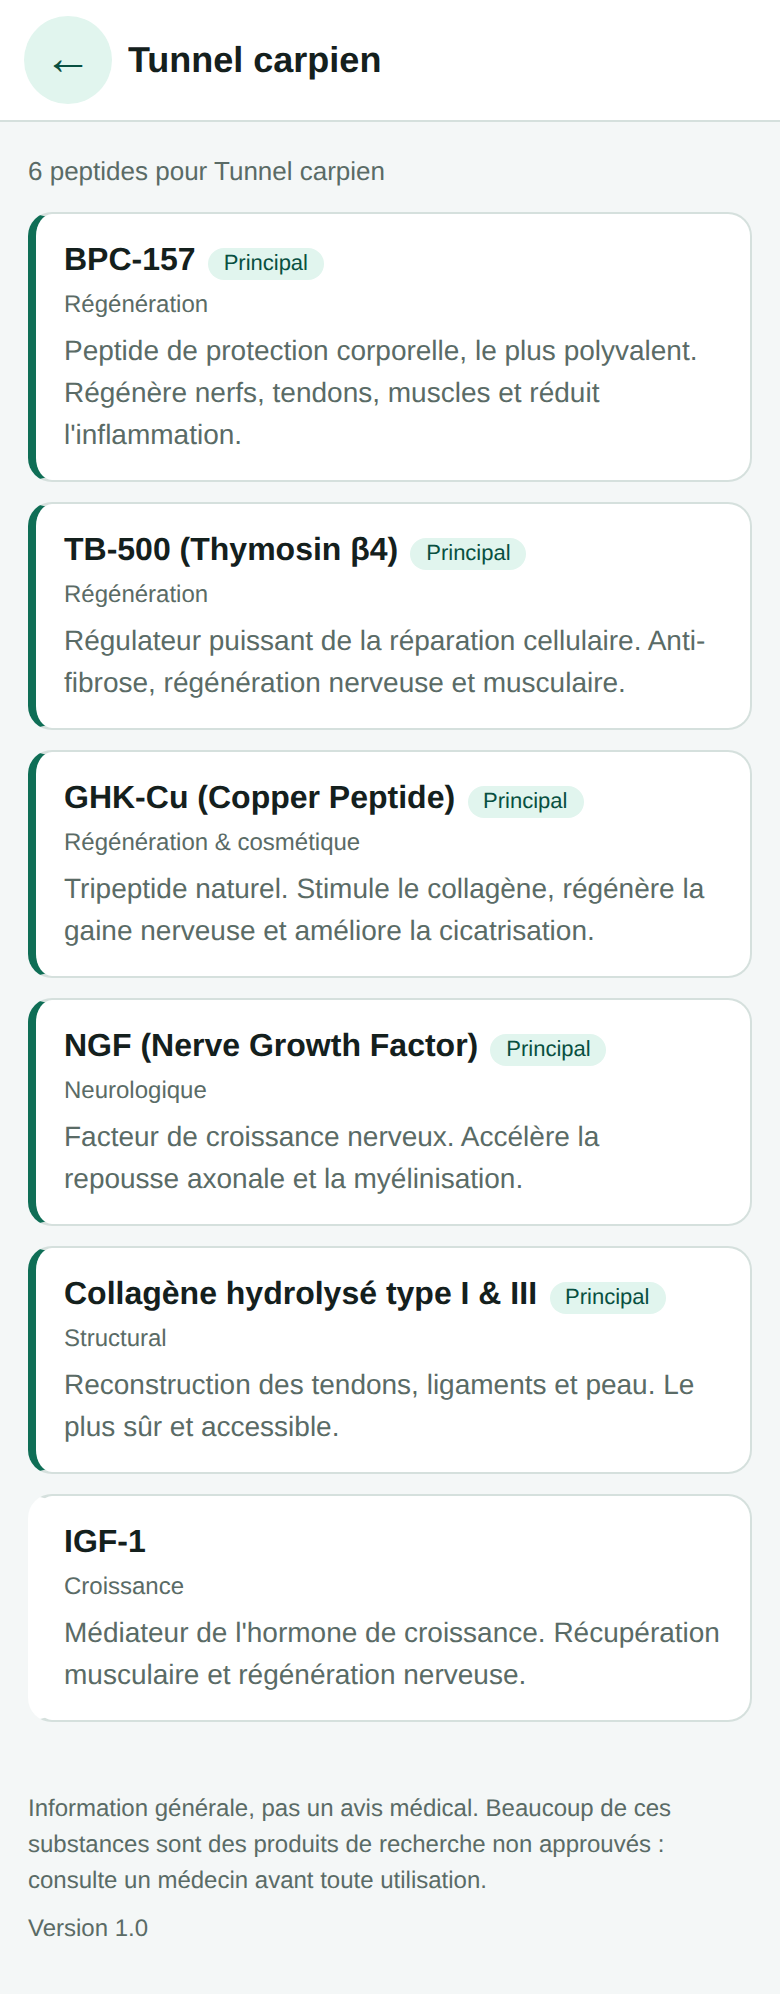 ← Tunnel carpien
6 peptides pour Tunnel carpien
BPC-157 Principal
Régénération
Peptide de protection corporelle, le plus polyvalent.
Régénère nerfs, tendons, muscles et réduit
l'inflammation.
TB-500 (Thymosin β4) Principal
Régénération
Régulateur puissant de la réparation cellulaire. Anti-
fibrose, régénération nerveuse et musculaire.
GHK-Cu (Copper Peptide) Principal
Régénération & cosmétique
Tripeptide naturel. Stimule le collagène, régénère la
gaine nerveuse et améliore la cicatrisation.
NGF (Nerve Growth Factor) Principal
Neurologique
Facteur de croissance nerveux. Accélère la
repousse axonale et la myélinisation.
Collagène hydrolysé type I & III Principal
Structural
Reconstruction des tendons, ligaments et peau. Le
plus sûr et accessible.
IGF-1
Croissance
Médiateur de l'hormone de croissance. Récupération
musculaire et régénération nerveuse.
Information générale, pas un avis médical. Beaucoup de ces
substances sont des produits de recherche non approuvés :
consulte un médecin avant toute utilisation.
Version 1.0